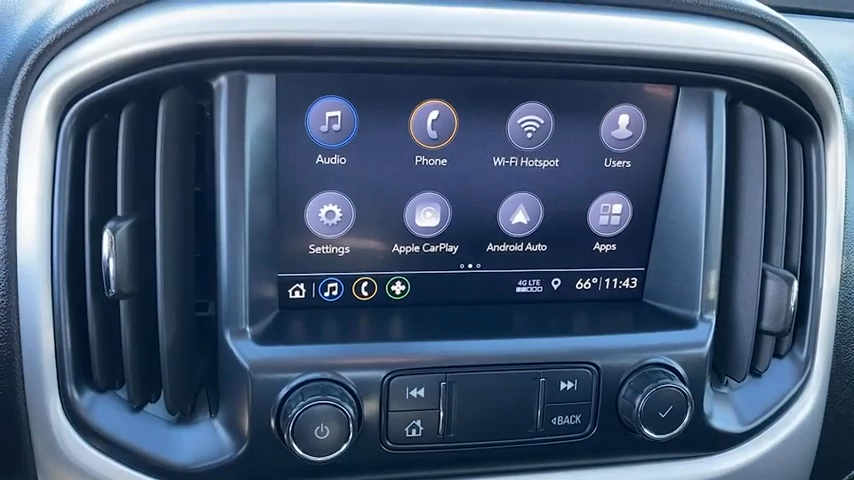 Audio
Phone
Wi-Fi Hotspot
Users
Settings
Apple CarPlay
Android Auto
Apps
4G LTE
66° 11:43
BACK